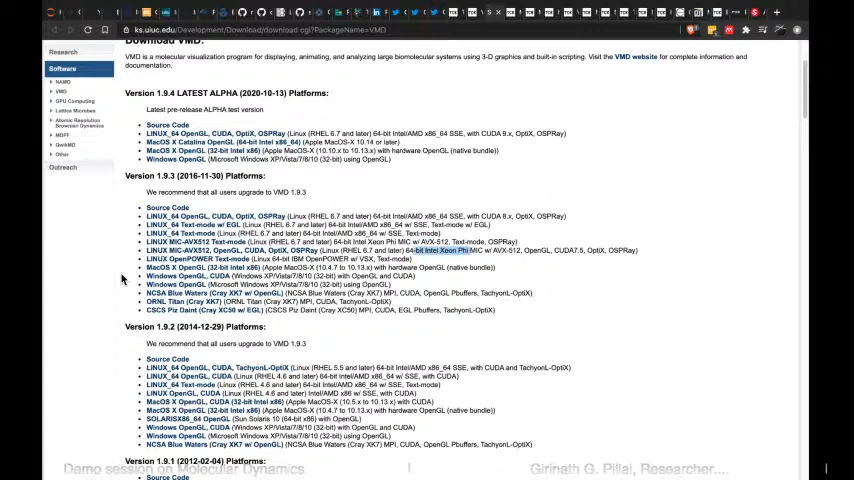 ks.uiuc.edu/Development/Download/download.cgi?PackageName=VMD
Download VMD:
Research
Software
NAMD
VMD
GPU Computing
Lattice Microbes
Atomic Resolution
Brownian Dynamics
MDFF
QwikMD
Other
Outreach
VMD is a molecular visualization program for displaying, animating, and analyzing large biomolecular systems using 3-D graphics and built-in scripting. Visit the VMD website for complete information and
documentation.
Version 1.9.4 LATEST ALPHA (2020-10-13) Platforms:
Latest pre-release ALPHA test version
Source Code
LINUX_64 OpenGL, CUDA, OptiX, OSPRay (Linux (RHEL 6.7 and later) 64-bit Intel/AMD x86_64 SSE, with CUDA 9.x, OptiX, OSPRay)
MacOS X Catalina OpenGL (64-bit Intel x86_64) (Apple MacOS-X 10.14 or later)
MacOS X OpenGL (32-bit Intel x86) (Apple MacOS-X (10.10.x to 10.13.x) with hardware OpenGL (native bundle))
Windows OpenGL (Microsoft Windows XP/Vista/7/8/10 (32-bit) using OpenGL)
Version 1.9.3 (2016-11-30) Platforms:
We recommend that all users upgrade to VMD 1.9.3
Source Code
LINUX_64 OpenGL, CUDA, OptiX, OSPRay (Linux (RHEL 6.7 and later) 64-bit Intel/AMD x86_64 w/ SSE, with CUDA 8.x, OptiX, OSPRay)
LINUX_64 Text-mode w/ EGL (Linux (RHEL 6.7 and later) 64-bit Intel/AMD x86_64 w/ SSE, Text-mode w/ EGL)
LINUX_64 Text-mode (Linux (RHEL 6.7 and later) 64-bit Intel/AMD x86_64 w/ SSE, Text-mode)
LINUX MIC-AVX512 Text-mode (Linux (RHEL 6.7 and later) 64-bit Intel Xeon Phi MIC w/ AVX-512, Text-mode, OSPRay)
LINUX MIC-AVX512, OpenGL, CUDA, OptiX, OSPRay (Linux (RHEL 6.7 and later) 64-bit Intel Xeon Phi MIC w/ AVX-512, OpenGL, CUDA7.5, OptiX, OSPRay)
LINUX OpenPOWER Text-mode (Linux 64-bit IBM OpenPOWER w/ VSX, Text-mode)
MacOS X OpenGL (32-bit Intel x86) (Apple MacOS-X (10.4.7 to 10.13.x) with hardware OpenGL (native bundle))
Windows OpenGL, CUDA (Windows XP/Vista/7/8/10 (32-bit) with OpenGL and CUDA)
Windows OpenGL (Microsoft Windows XP/Vista/7/8/10 (32-bit) using OpenGL)
NCSA Blue Waters (Cray XK7 w/ OpenGL) (NCSA Blue Waters (Cray XK7) MPI, CUDA, OpenGL Pbuffers, TachyonL-OptiX)
ORNL Titan (Cray XK7) (ORNL Titan (Cray XK7) MPI, CUDA, TachyonL-OptiX)
CSCS Piz Daint (Cray XC50 w/ EGL) (CSCS Piz Daint (Cray XC50) MPI, CUDA, EGL Pbuffers, TachyonL-OptiX)
Version 1.9.2 (2014-12-29) Platforms:
We recommend that all users upgrade to VMD 1.9.3
Source Code
LINUX_64 OpenGL, CUDA, TachyonL-OptiX (Linux (RHEL 5.5 and later) 64-bit Intel/AMD x86_64 w/ SSE, with CUDA and TachyonL-OptiX)
LINUX_64 OpenGL, CUDA (Linux (RHEL 4.6 and later) 64-bit Intel/AMD x86_64 w/ SSE, with CUDA)
LINUX_64 Text-mode (Linux (RHEL 4.6 and later) 64-bit Intel/AMD x86_64 w/ SSE, Text-mode)
LINUX OpenGL, CUDA (Linux (RHEL 4.6 and later) 32-bit Intel/AMD x86 w/ SSE with CUDA)
MacOS X OpenGL, CUDA (32-bit Intel x86) (Apple MacOS-X (10.5.x to 10.13.x) with CUDA)
MacOS X OpenGL (32-bit Intel x86) (Apple MacOS-X (10.4.7 to 10.13.x) with hardware OpenGL (native bundle))
SOLARISX86_64 OpenGL (Sun Solaris 10 (64-bit x86) with OpenGL)
Windows OpenGL, CUDA (Windows XP/Vista/7/8/10 (32-bit) with OpenGL and CUDA)
Windows OpenGL (Microsoft Windows XP/Vista/7/8/10 (32-bit) using OpenGL)
NCSA Blue Waters (Cray XK7 w/ OpenGL) (NCSA Blue Waters (Cray XK7) MPI, CUDA, OpenGL Pbuffers, TachyonL-OptiX)
Version 1.9.1 (2012-02-04) Platforms:
Source Code
Demo session on Molecular Dynamics | Girinath G. Pillai, Researcher....